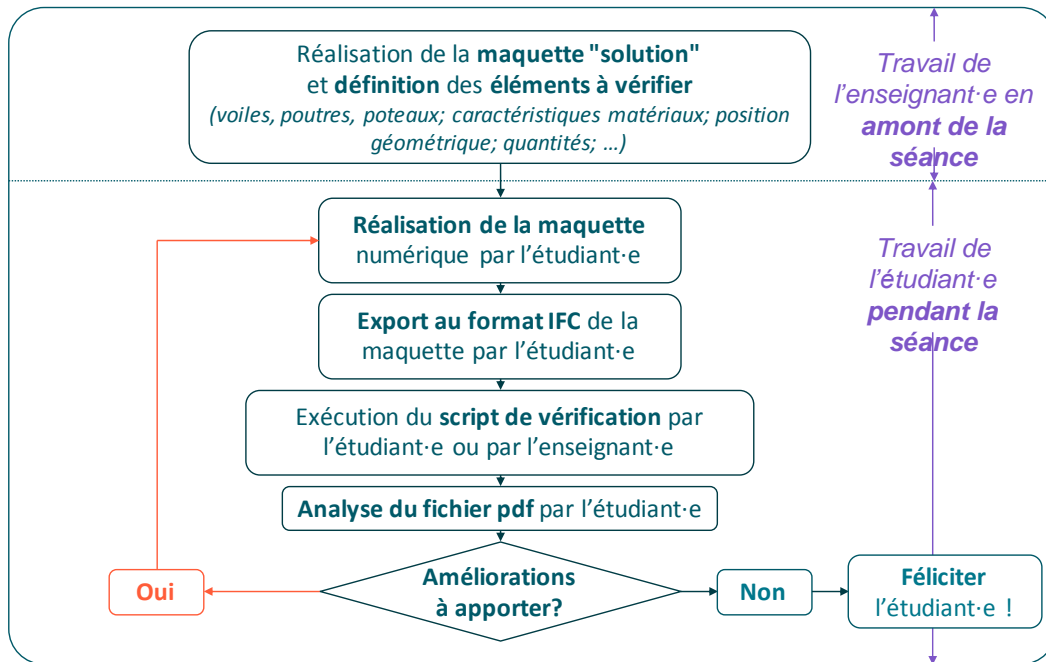 Réalisation de la maquette "solution"
et définition des éléments à vérifier
(voiles, poutres, poteaux; caractéristiques matériaux; position
géométrique; quantités; ...)
Travail de
l'enseignant·e en
amont de la
séance
Réalisation de la maquette
numérique par l'étudiant·e
Travail de
l'étudiant·e
pendant la
séance
Export au format IFC de la
maquette par l'étudiant·e
Exécution du script de vérification par
l'étudiant·e ou par l'enseignant·e
Analyse du fichier pdf par l'étudiant·e
Améliorations
à apporter?
Oui
Non
Féliciter
l'étudiant·e !